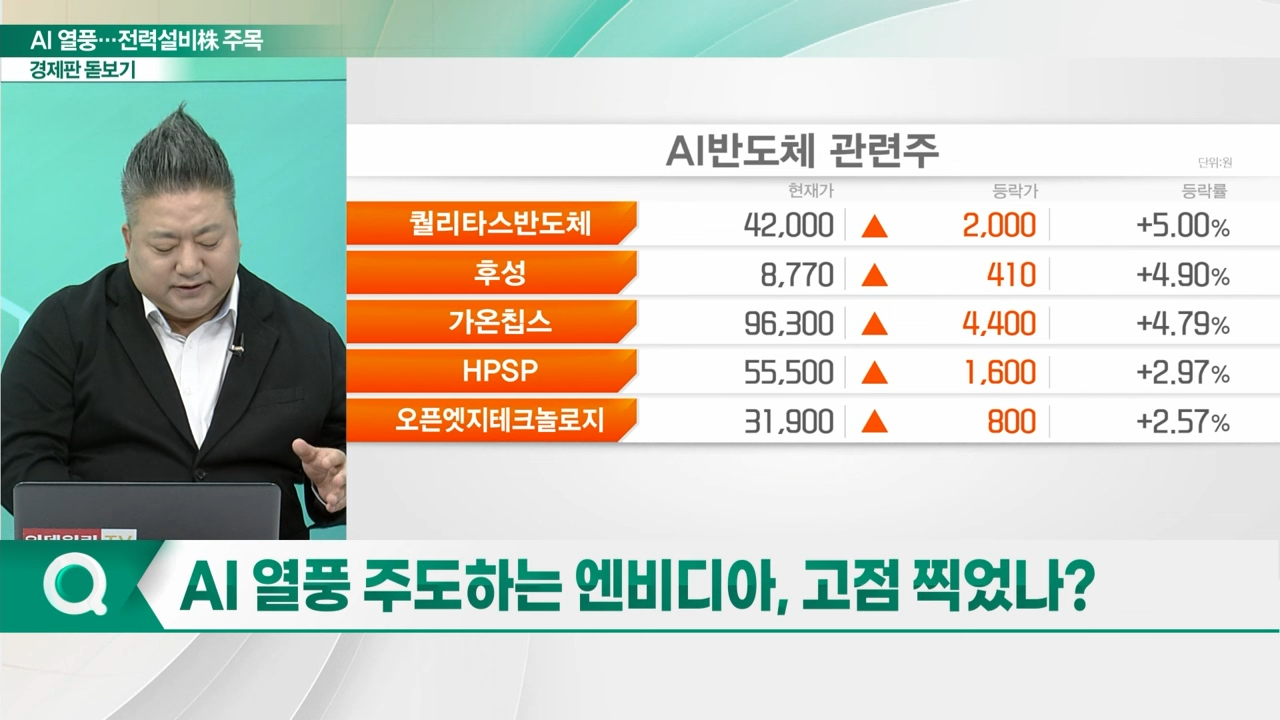 AI 열풍…전력설비株 주목
경제판 돋보기
AI반도체 관련주
단위:원
현재가 등락가 등락률
퀄리타스반도체 42,000 ▲ 2,000 +5.00%
후성 8,770 ▲ 410 +4.90%
가온칩스 96,300 ▲ 4,400 +4.79%
HPSP 55,500 ▲ 1,600 +2.97%
오픈엣지테크놀로지 31,900 ▲ 800 +2.57%
이데일리 TV
AI 열풍 주도하는 엔비디아, 고점 찍었나?